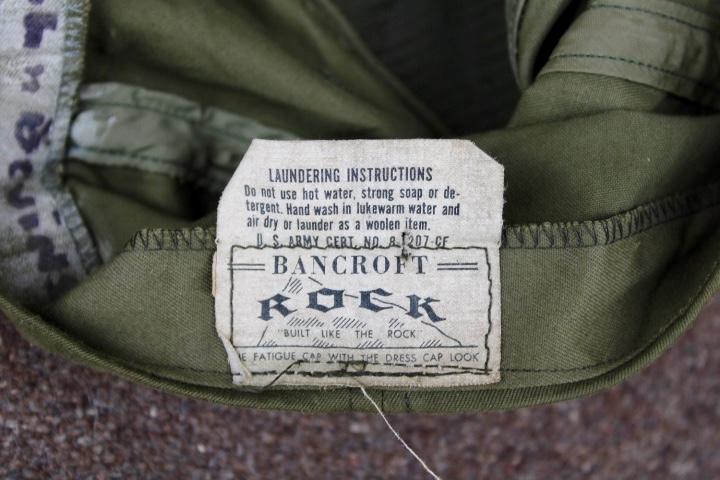 LAUNDERING INSTRUCTIONS
Do not use hot water, strong soap or de-
tergent. Hand wash in lukewarm water and
air dry or launder as a woolen item.
U. S. ARMY CERT. NO. 8 1207-CF
BANCROFT
ROCK
"BUILT LIKE THE ROCK"
E FATIGUE CAP WITH THE DRESS CAP LOOK